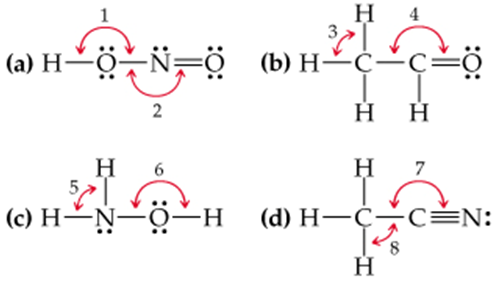 1
(a) H—Ö—N̈=Ö
2
H
3 4
(b) H—C—C=Ö
H H
H
5 6
(c) H—N—Ö—H
H
7
(d) H—C—C≡N:
8
H